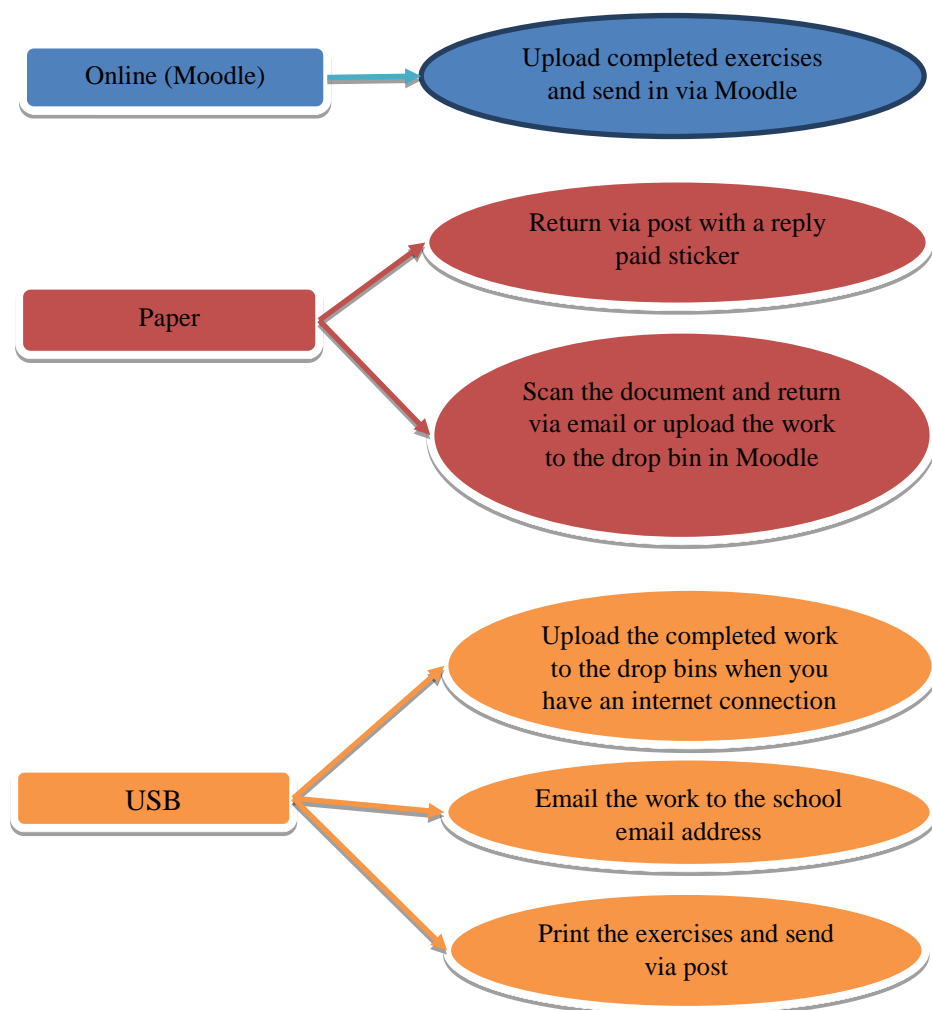 Online (Moodle)
Upload completed exercises
and send in via Moodle
Return via post with a reply
paid sticker
Paper
Scan the document and return
via email or upload the work
to the drop bin in Moodle
Upload the completed work
to the drop bins when you
have an internet connection
USB
Email the work to the school
email address
Print the exercises and send
via post